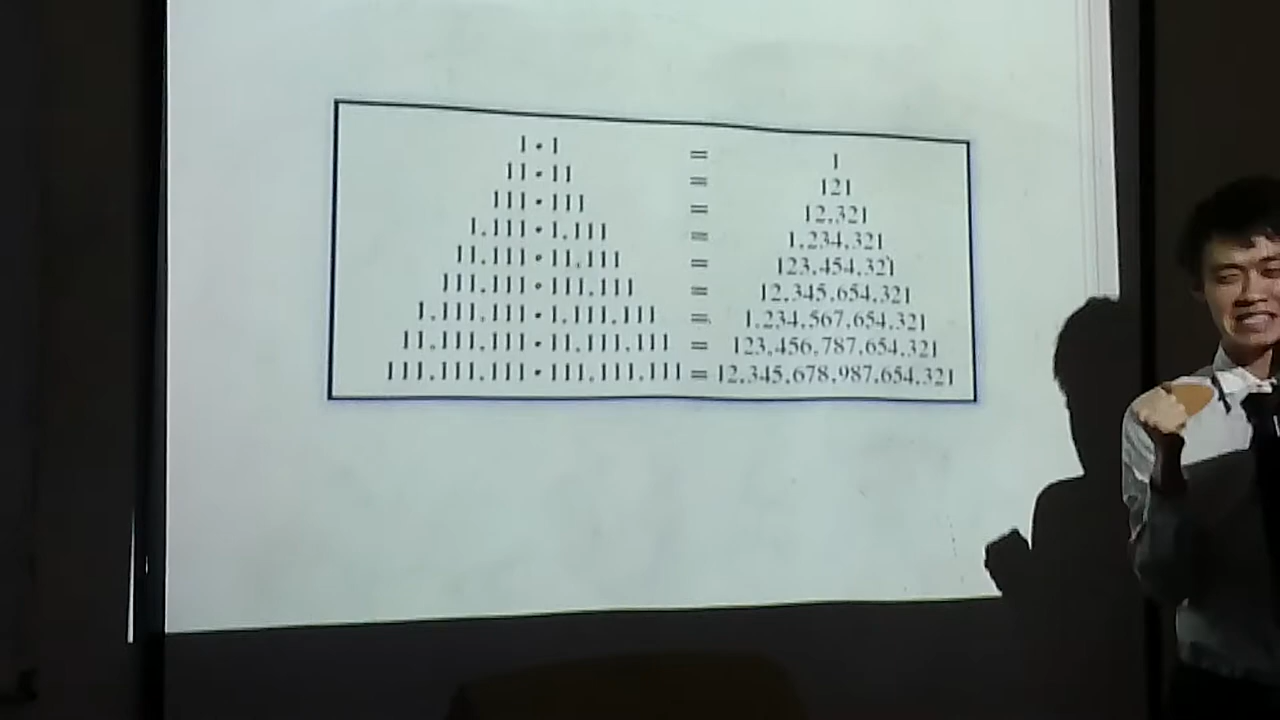 1 • 1 = 1
11 • 11 = 121
111 • 111 = 12,321
1,111 • 1,111 = 1,234,321
11,111 • 11,111 = 123,454,321
111,111 • 111,111 = 12,345,654,321
1,111,111 • 1,111,111 = 1,234,567,654,321
11,111,111 • 11,111,111 = 123,456,787,654,321
111,111,111 • 111,111,111 = 12,345,678,987,654,321